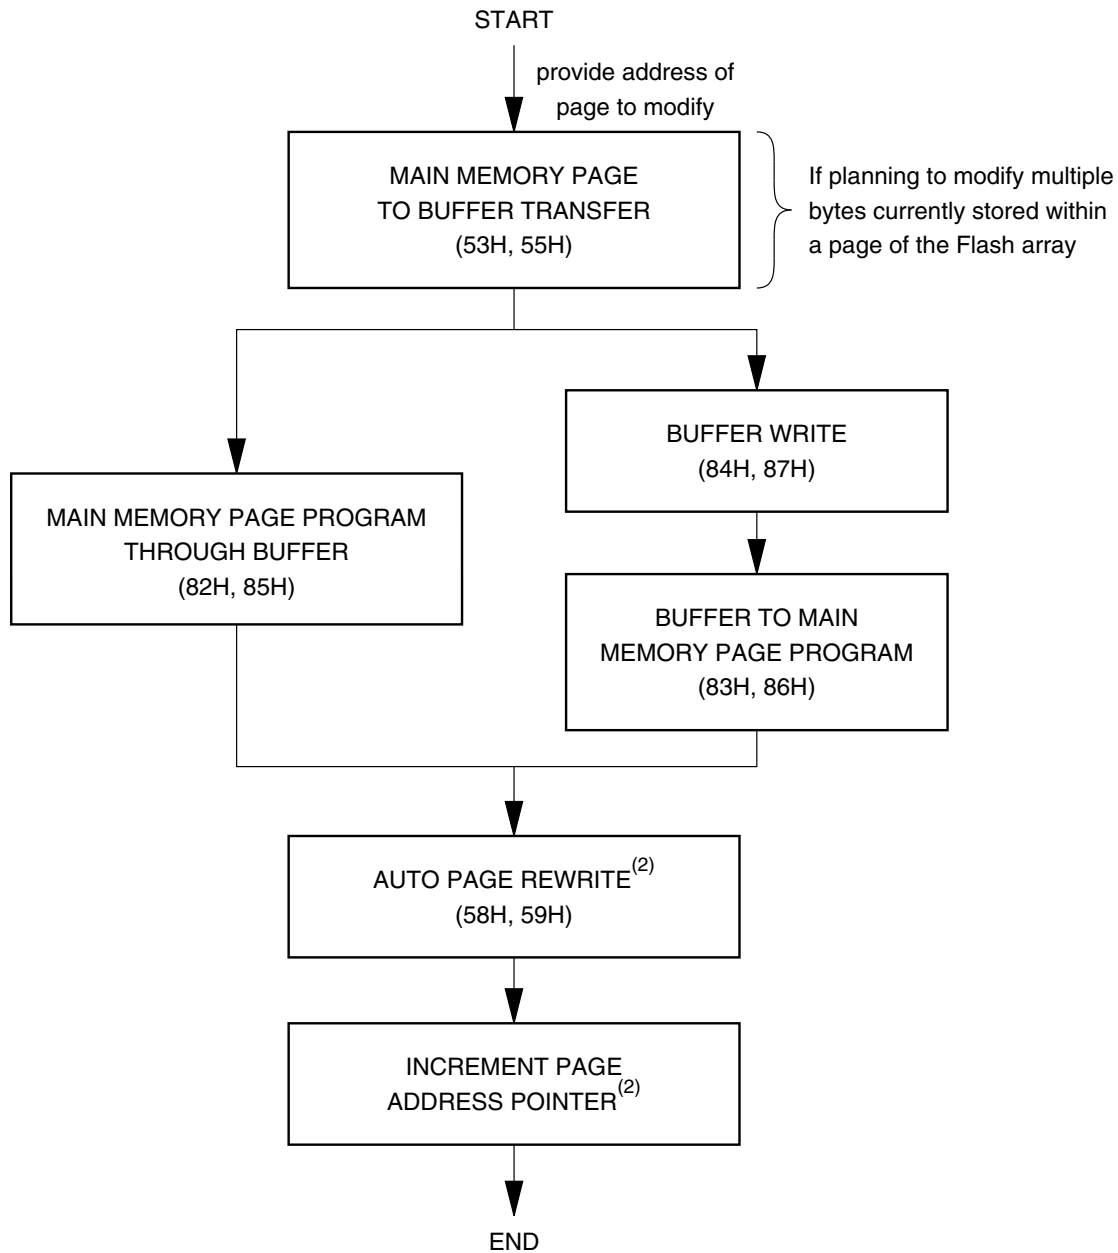 START
provide address of
page to modify
MAIN MEMORY PAGE
TO BUFFER TRANSFER
(53H, 55H)
If planning to modify multiple
bytes currently stored within
a page of the Flash array
BUFFER WRITE
(84H, 87H)
MAIN MEMORY PAGE PROGRAM
THROUGH BUFFER
(82H, 85H)
BUFFER TO MAIN
MEMORY PAGE PROGRAM
(83H, 86H)
AUTO PAGE REWRITE(2)
(58H, 59H)
INCREMENT PAGE
ADDRESS POINTER(2)
END